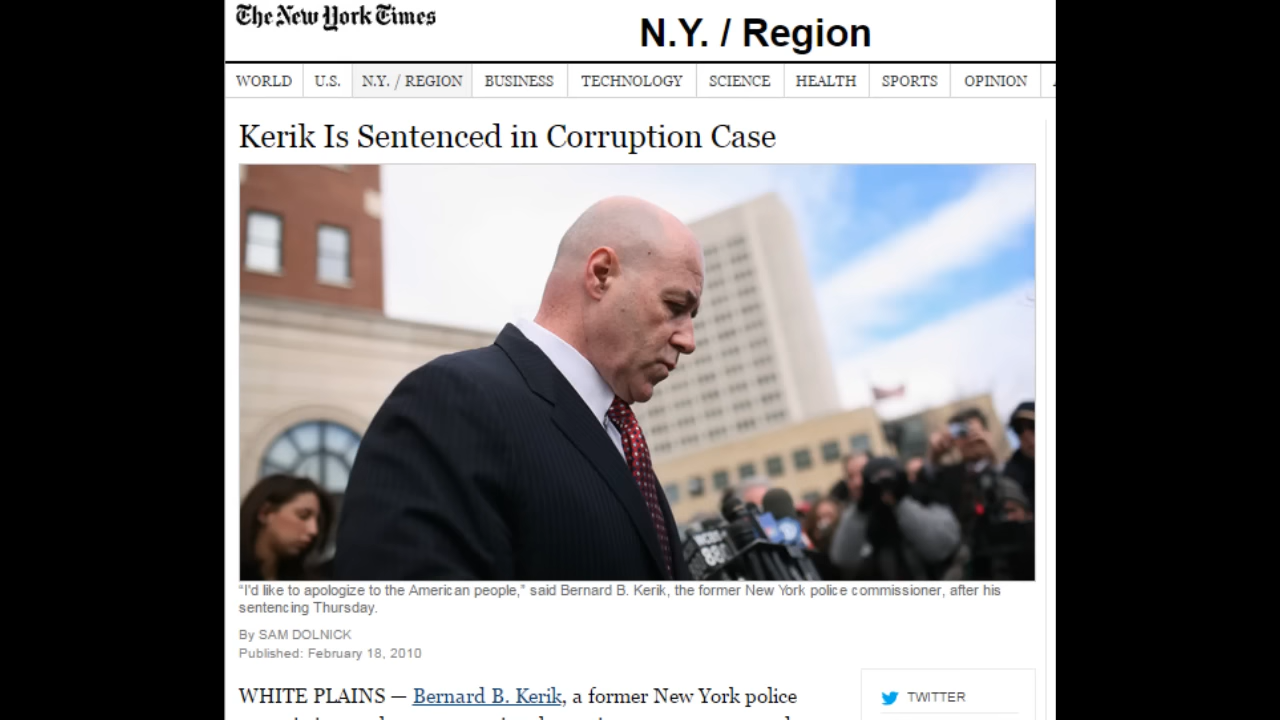 The New York Times
N.Y. / Region
WORLD U.S. N.Y. / REGION BUSINESS TECHNOLOGY SCIENCE HEALTH SPORTS OPINION
Kerik Is Sentenced in Corruption Case
880
“I'd like to apologize to the American people,” said Bernard B. Kerik, the former New York police commissioner, after his
sentencing Thursday.
By SAM DOLNICK
Published: February 18, 2010
WHITE PLAINS — Bernard B. Kerik, a former New York police
TWITTER